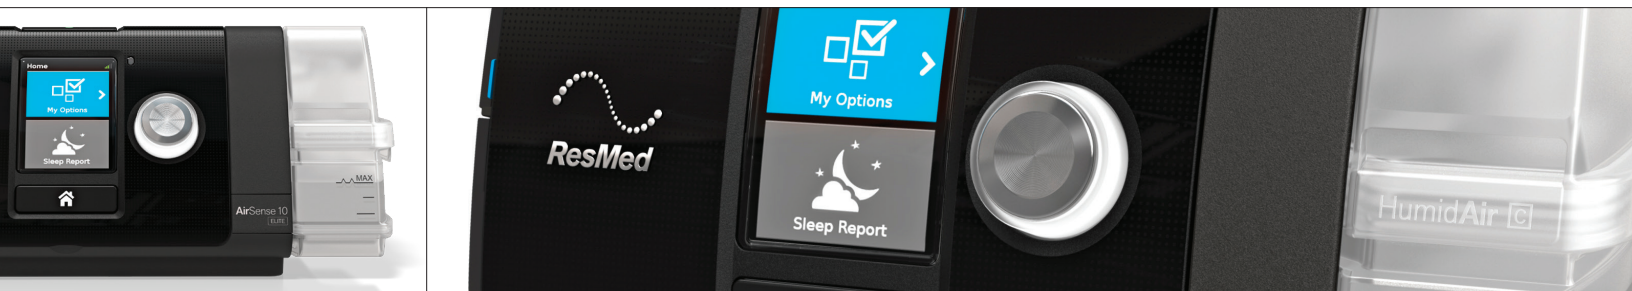 Home
My Options
Sleep Report
MAX
AirSense 10
ELITE
ResMed
My Options
Sleep Report
HumidAir C